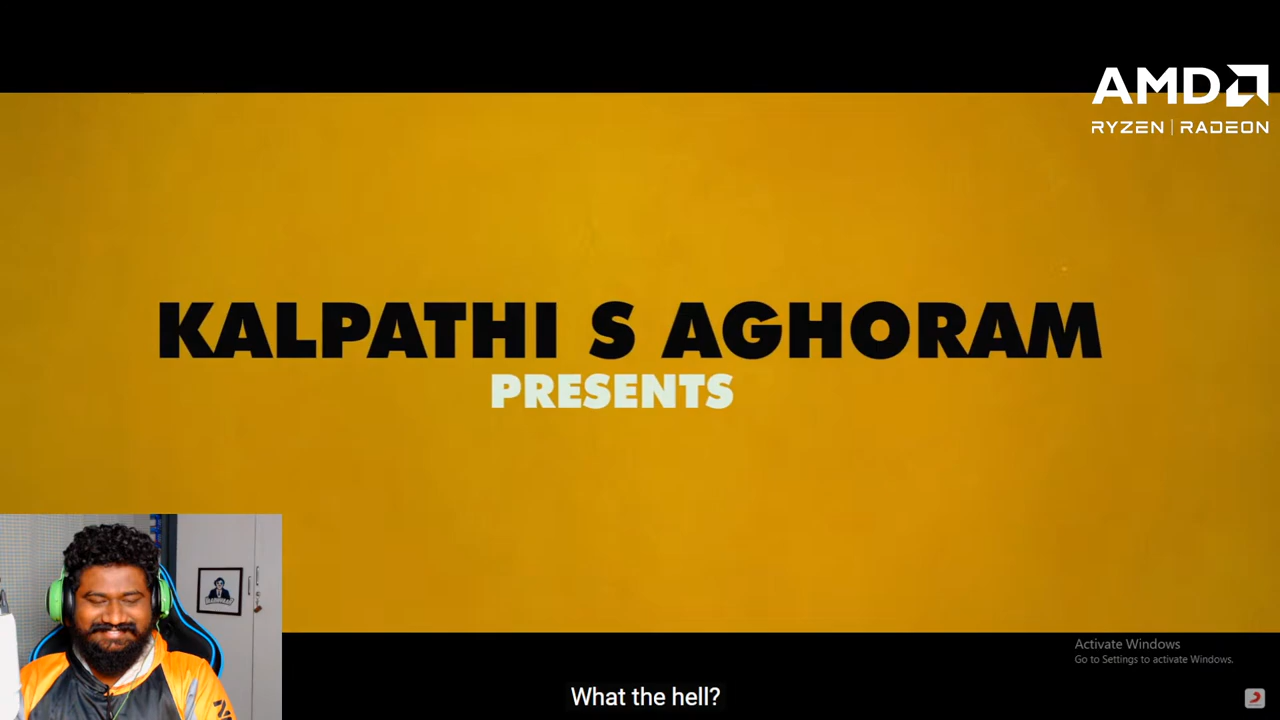 AMD
RYZEN | RADEON
KALPATHI S AGHORAM
PRESENTS
Activate Windows
Go to Settings to activate Windows.
What the hell?